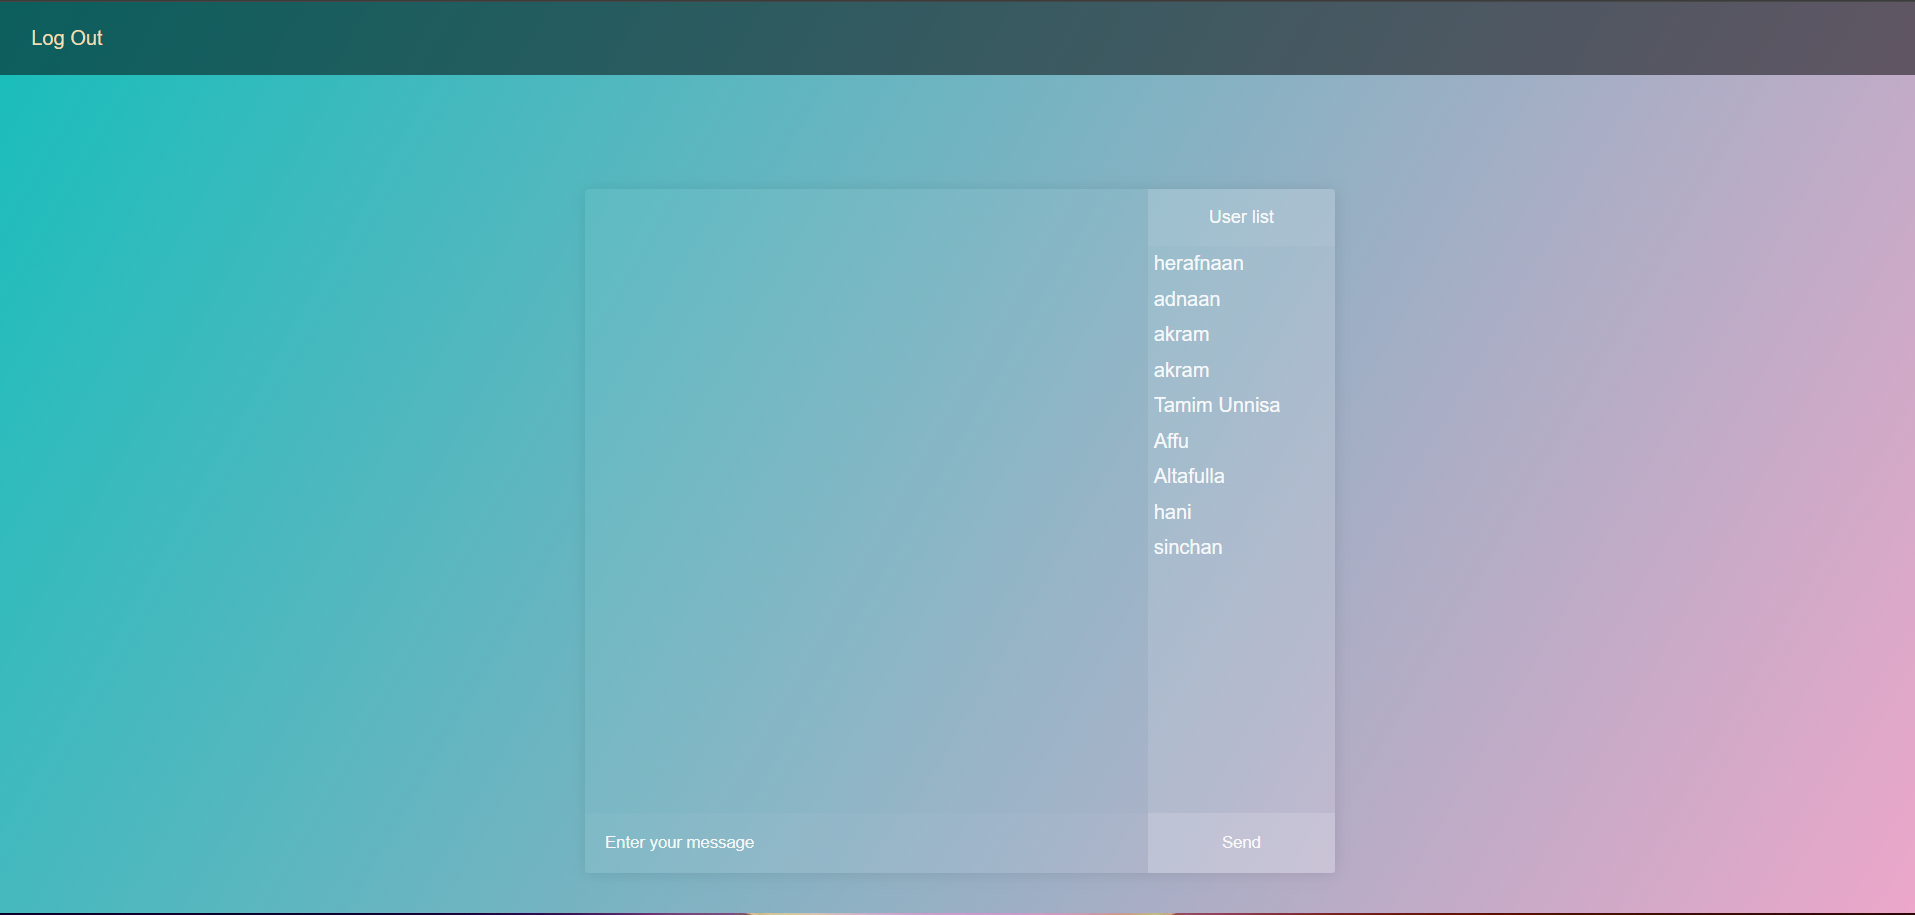 Log Out
User list
herafnaan
adnaan
akram
akram
Tamim Unnisa
Affu
Altafulla
hani
sinchan
Enter your message
Send